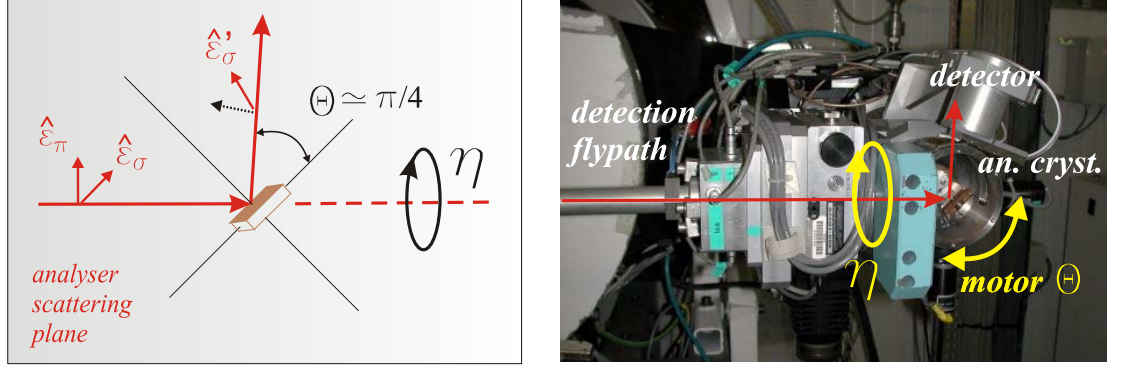 ε̂'σ
Θ ≃ π/4
ε̂π
ε̂σ
η
analyser
scattering
plane
detector
detection
flypath
an. cryst.
η
motor Θ